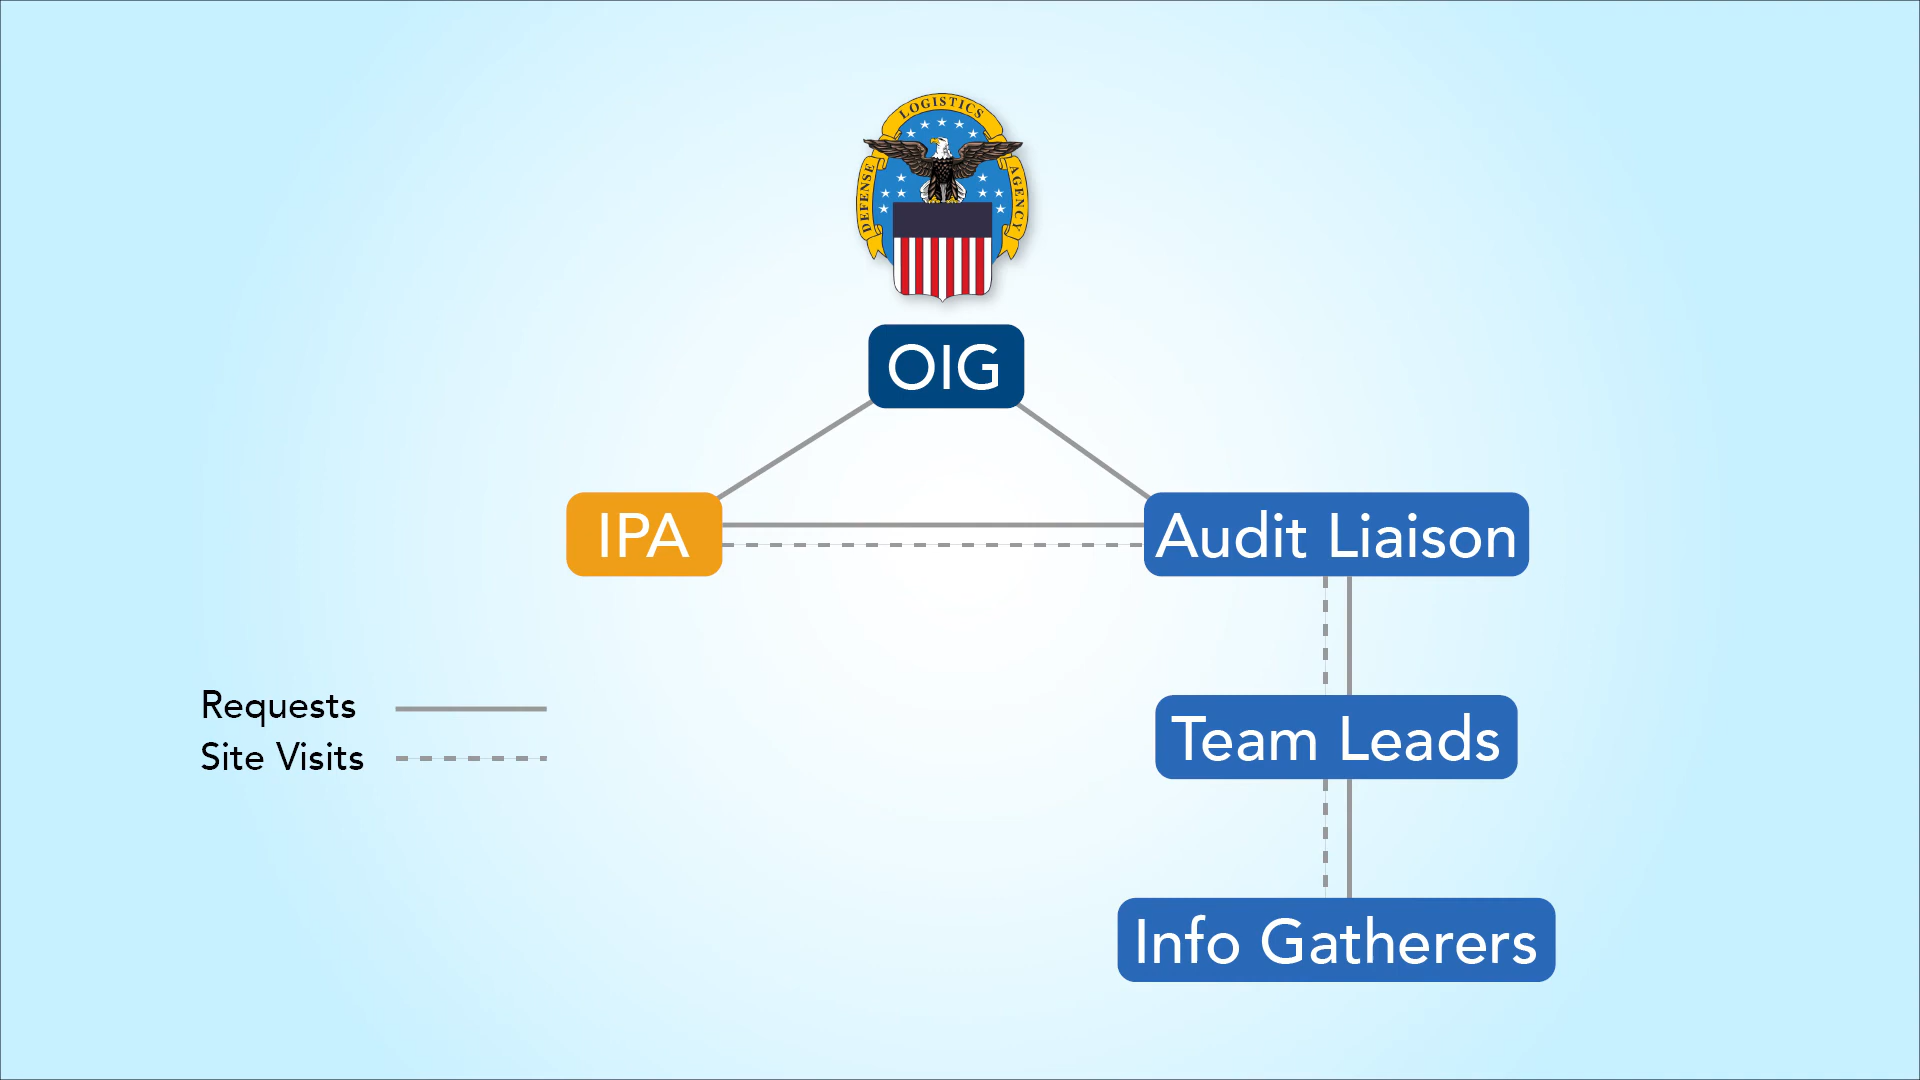 DEFENSE LOGISTICS AGENCY
OIG
IPA
Audit Liaison
Requests
Site Visits
Team Leads
Info Gatherers